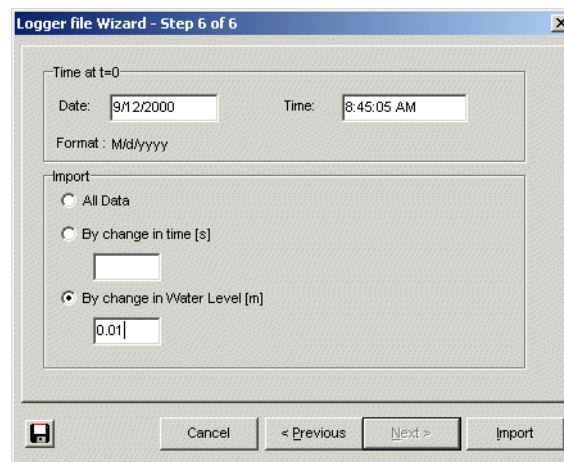 Logger file Wizard - Step 6 of 6
Time at t=0
Date: 9/12/2000 Time: 8:45:05 AM
Format : M/d/yyyy
Import
All Data
By change in time [s]
By change in Water Level [m]
0.01
Cancel < Previous Next > Import